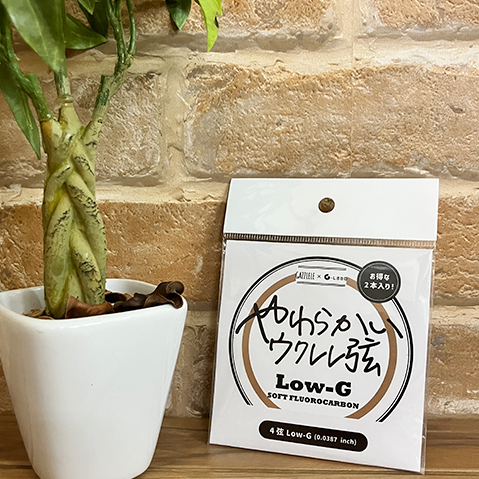 GAZZLELE ×
お得な
2本入り!
やわらかい
ウクレレ弦
Low-G
SOFT FLUOROCARBON
4弦 Low-G (0.0387 inch)